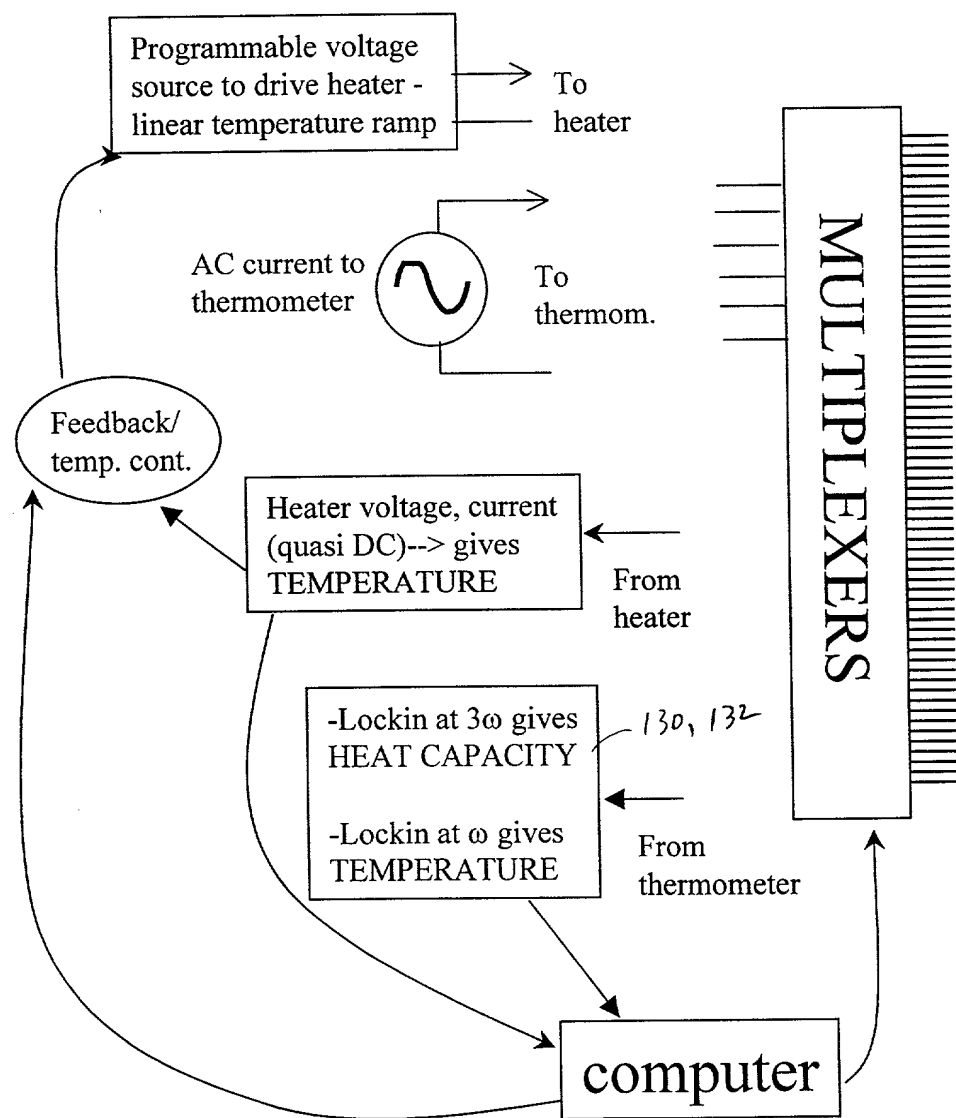 Programmable voltage
source to drive heater -
linear temperature ramp
To
heater
AC current to
thermometer
To
thermom.
MULTIPLEXERS
Feedback/
temp. cont.
Heater voltage, current
(quasi DC)--> gives
TEMPERATURE
From
heater
-Lockin at 3ω gives
HEAT CAPACITY
130, 132
-Lockin at ω gives
TEMPERATURE
From
thermometer
computer